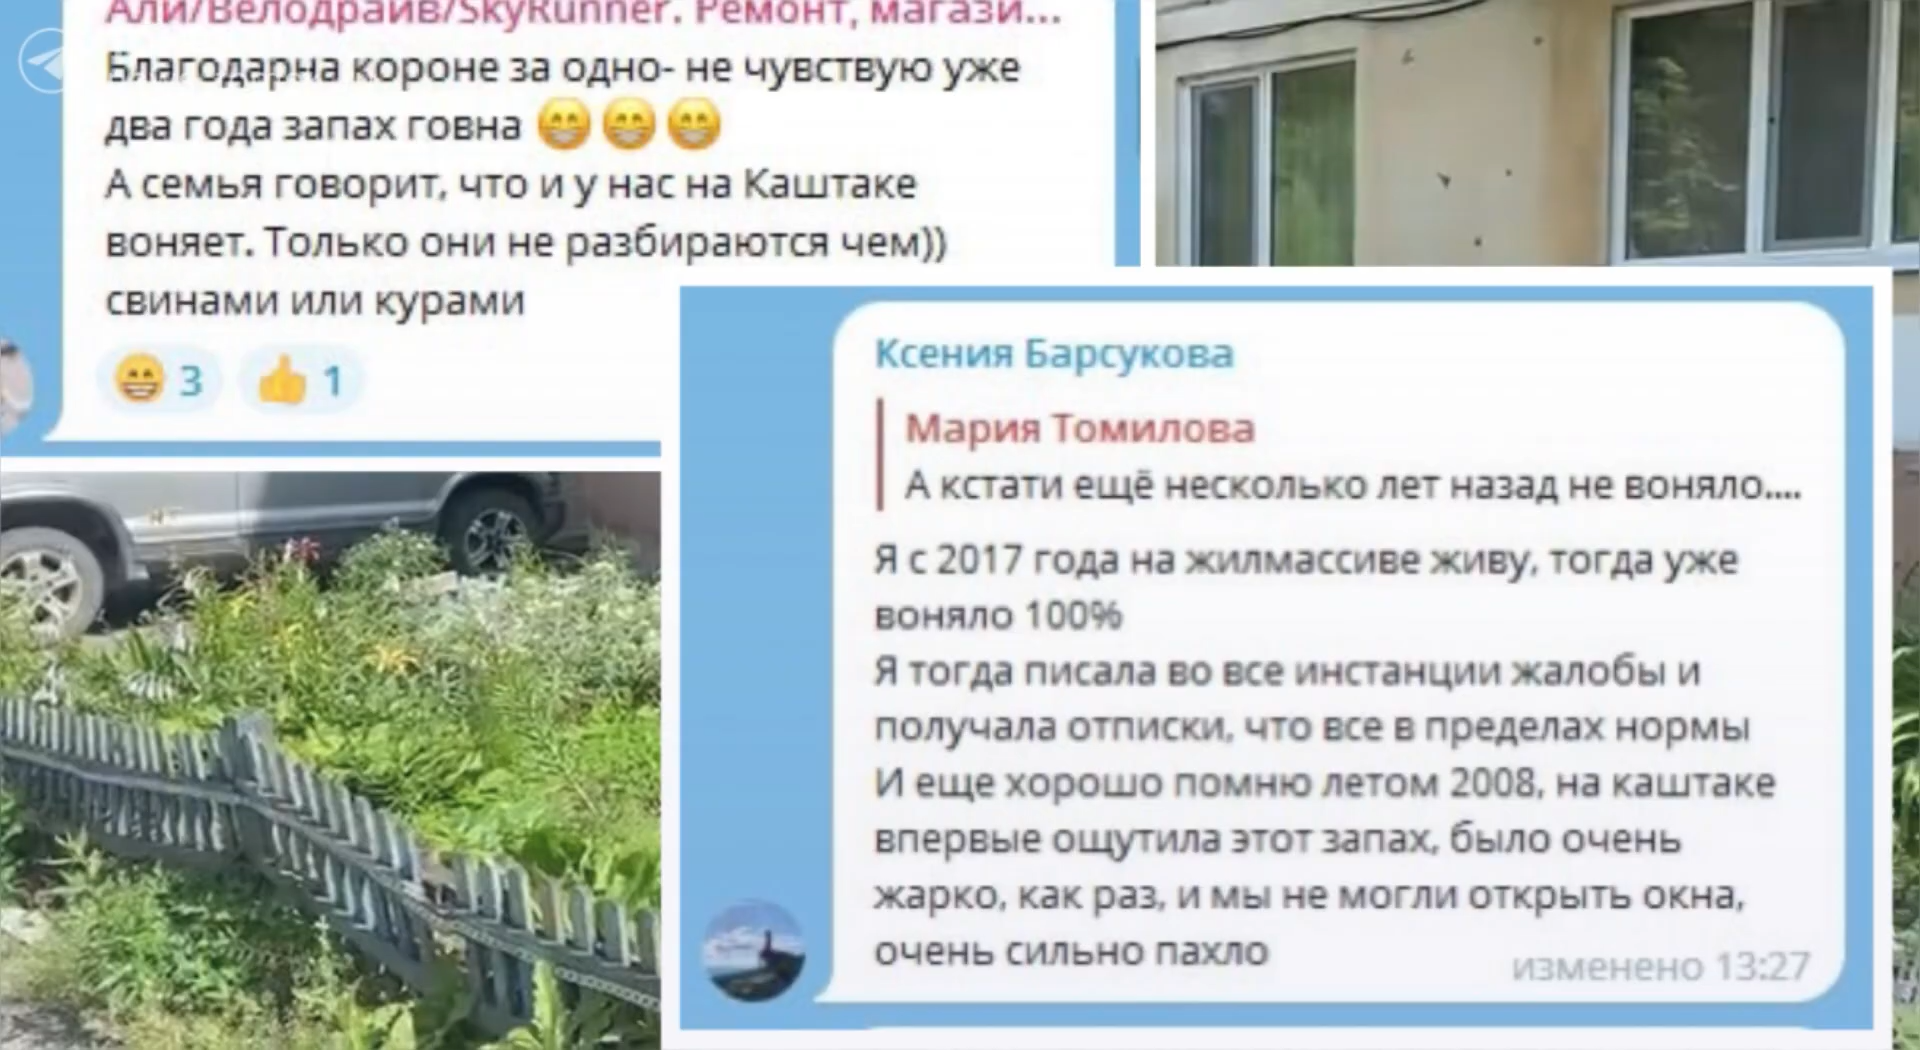 Али/Велодрайв/SkyRunner. Ремонт, магази...
Благодарна короне за одно- не чувствую уже
два года запах говна 😁😁😁
А семья говорит, что и у нас на Каштаке
воняет. Только они не разбираются чем))
свинами или курами
😁 3 👍 1
Ксения Барсукова
Мария Томилова
А кстати ещё несколько лет назад не воняло....
Я с 2017 года на жилмассиве живу, тогда уже
воняло 100%
Я тогда писала во все инстанции жалобы и
получала отписки, что все в пределах нормы
И еще хорошо помню летом 2008, на каштаке
впервые ощутила этот запах, было очень
жарко, как раз, и мы не могли открыть окна,
очень сильно пахло
изменено 13:27